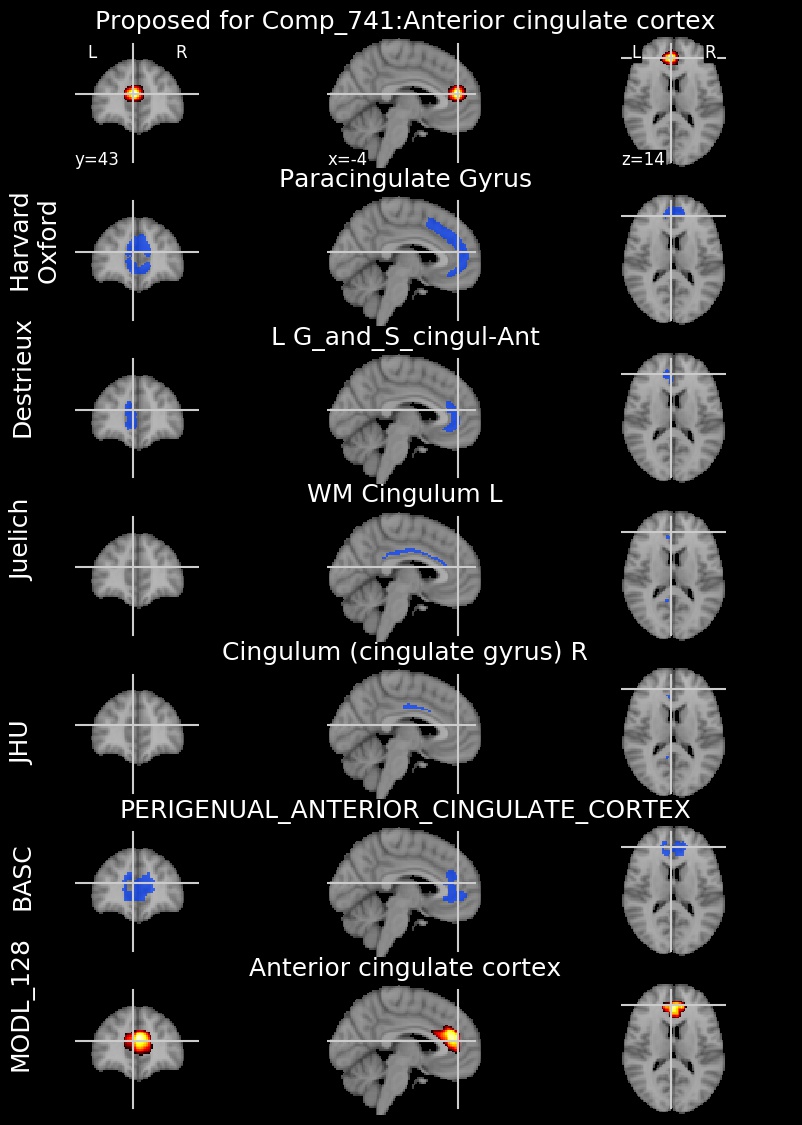 Proposed for Comp_741:Anterior cingulate cortex
L R L R
y=43 x=-4 z=14
Paracingulate Gyrus
Harvard
Oxford
L G_and_S_cingul-Ant
Destrieux
WM Cingulum L
Juelich
Cingulum (cingulate gyrus) R
JHU
PERIGENUAL_ANTERIOR_CINGULATE_CORTEX
BASC
Anterior cingulate cortex
MODL_128